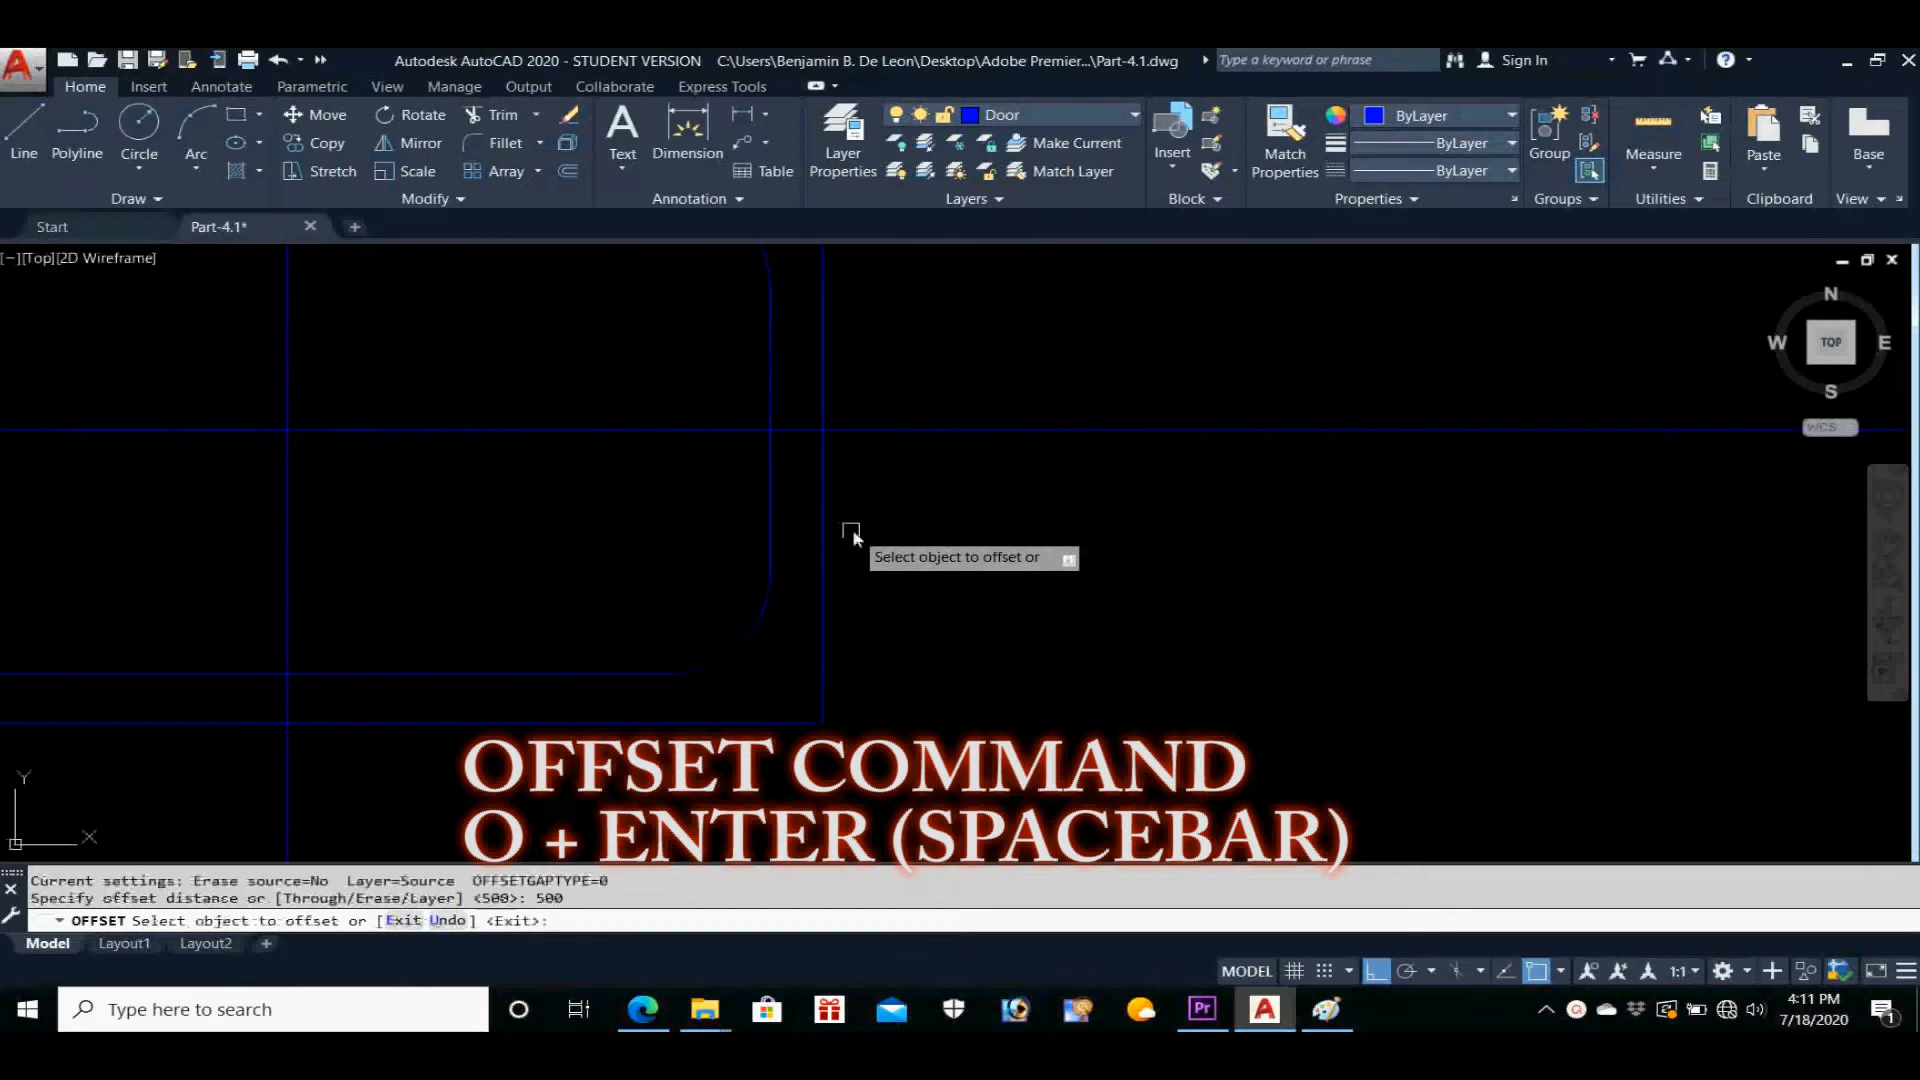 Autodesk AutoCAD 2020 - STUDENT VERSION C:\Users\Benjamin B. De Leon\Desktop\Adobe Premier...\Part-4.1.dwg Type a keyword or phrase Sign In
Home Insert Annotate Parametric View Manage Output Collaborate Express Tools
Line Polyline Circle Arc
Move Rotate Trim
Copy Mirror Fillet
Stretch Scale Array
Text Dimension Table
Layer Properties
Door
Make Current
Match Layer
Insert
Match Properties
ByLayer
ByLayer
ByLayer
Group Measure Paste Base
Draw Modify Annotation Layers Block Properties Groups Utilities Clipboard View
Start Part-4.1*
[−][Top][2D Wireframe]
N
W TOP E
S
WCS
Select object to offset or
OFFSET COMMAND
O + ENTER (SPACEBAR)
Y
X
Current settings: Erase source=No Layer=Source OFFSETGAPTYPE=0
Specify offset distance or [Through/Erase/Layer] <500>: 500
OFFSET Select object to offset or [Exit Undo] <Exit>:
Model Layout1 Layout2 +
MODEL 1:1
Type here to search
Pr A
4:11 PM
7/18/2020
1